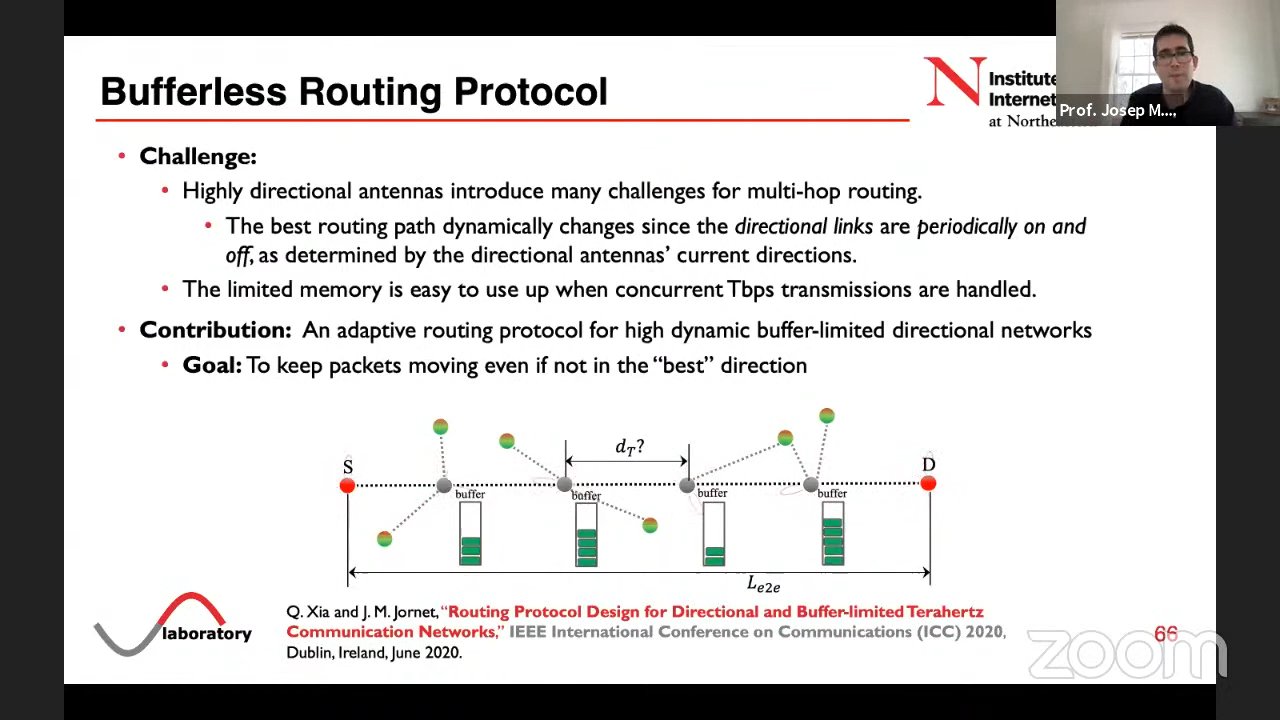 Bufferless Routing Protocol
N
Institute
Internet
at Northe
Prof. Josep M...,
• Challenge:
• Highly directional antennas introduce many challenges for multi-hop routing.
• The best routing path dynamically changes since the directional links are periodically on and
off, as determined by the directional antennas' current directions.
• The limited memory is easy to use up when concurrent Tbps transmissions are handled.
• Contribution: An adaptive routing protocol for high dynamic buffer-limited directional networks
• Goal: To keep packets moving even if not in the “best” direction
d_T?
S
D
buffer
buffer
buffer
buffer
L_e2e
laboratory
Q. Xia and J. M. Jornet, “Routing Protocol Design for Directional and Buffer-limited Terahertz
Communication Networks,” IEEE International Conference on Communications (ICC) 2020,
Dublin, Ireland, June 2020.
66
zoom